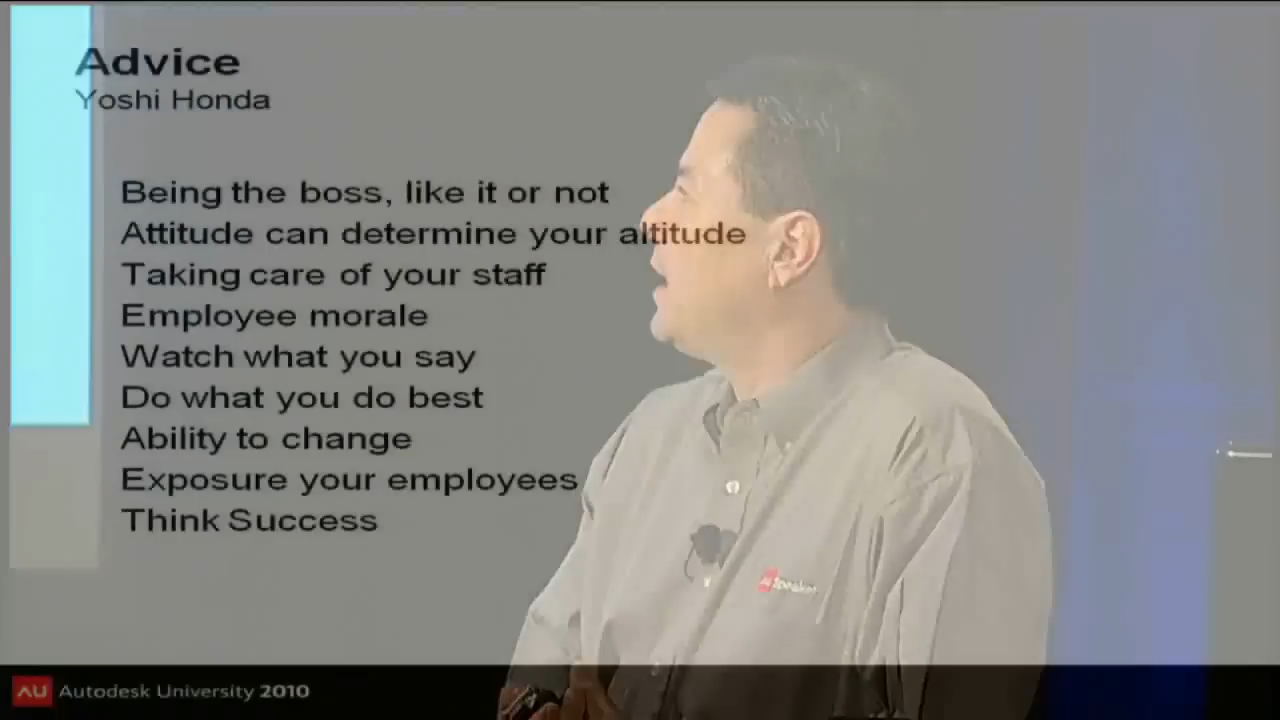 Advice
Yoshi Honda
Being the boss, like it or not
Attitude can determine your altitude
Taking care of your staff
Employee morale
Watch what you say
Do what you do best
Ability to change
Exposure your employees
Think Success
AU Speaker
AU Autodesk University 2010